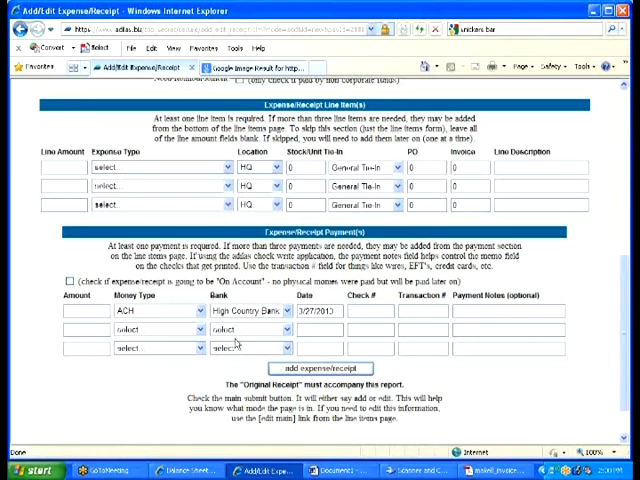 Add/Edit Expense/Receipt - Windows Internet Explorer
snickers bar
Convert Select File Edit View Favorites Tools Help
Favorites Add/Edit Expense/Receipt Google Image Result for http... Page Safety Tools
(only check if paid by non corporate funds)
Expense/Receipt Line Item(s)
At least one line item is required. If more than three line items are needed, they may be added
from the bottom of the line items page. To skip this section (just the line items form), leave all
of the line amount fields blank. If skipped, you will need to add them later on (one at a time).
Line Amount Expense Type Location Stock/Unit Tie-In PO Invoice Line Description
select... HQ 0 General Tie-In 0 0
select... HQ 0 General Tie-In 0 0
select... HQ 0 General Tie-In 0 0
Expense/Receipt Payment(s)
At least one payment is required. If more than three payments are needed, they may be added from the payment section
on the line items page. If using the adilas check write application, the payment notes field helps control the memo field
on the checks that get printed. Use the transaction # field for things like wires, EFT's, credit cards, etc.
(check if expense/receipt is going to be "On Account" - no physical monies were paid but will be paid later on)
Amount Money Type Bank Date Check # Transaction # Payment Notes (optional)
ACH High Country Bank 3/27/2013
select select
select... select
add expense/receipt
The "Original Receipt" must accompany this report.
Check the main submit button. It will either say add or edit. This will help
you know what mode the page is in. If you need to edit this information,
use the [edit main] link from the line items page.
Done Internet 100%
start GoToMeeting Balance Sheet... Add/Edit Expe... Document1 - M... Scanner and C... 2:00 PM